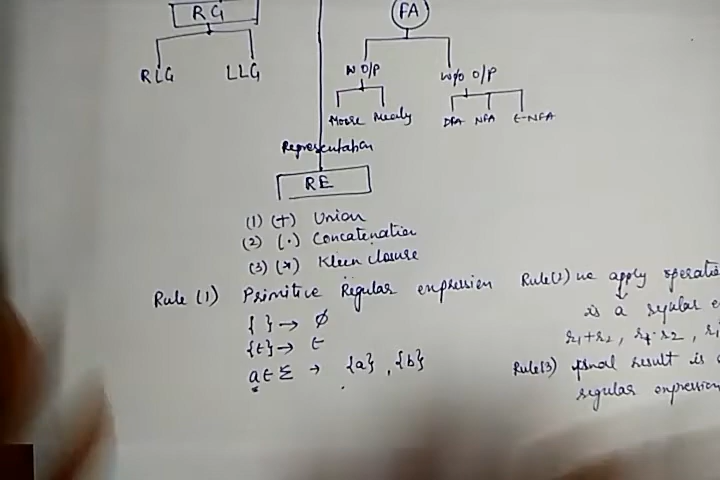 RG
FA
RLG LLG
W O/P W/o O/P
Moore Mealy DFA NFA E-NFA
Representation
RE
(1) (+) Union
(2) (.) Concatenation
(3) (*) Kleen closure
Rule (1) Primitive Regular expression
{ } → ϕ
{ϵ} → ϵ
a ϵ Σ → {a}, {b}
Rule(2) we apply operatio
is a regular e
r1+r2, r1.r2, r1
Rule(3) final result is
regular expression